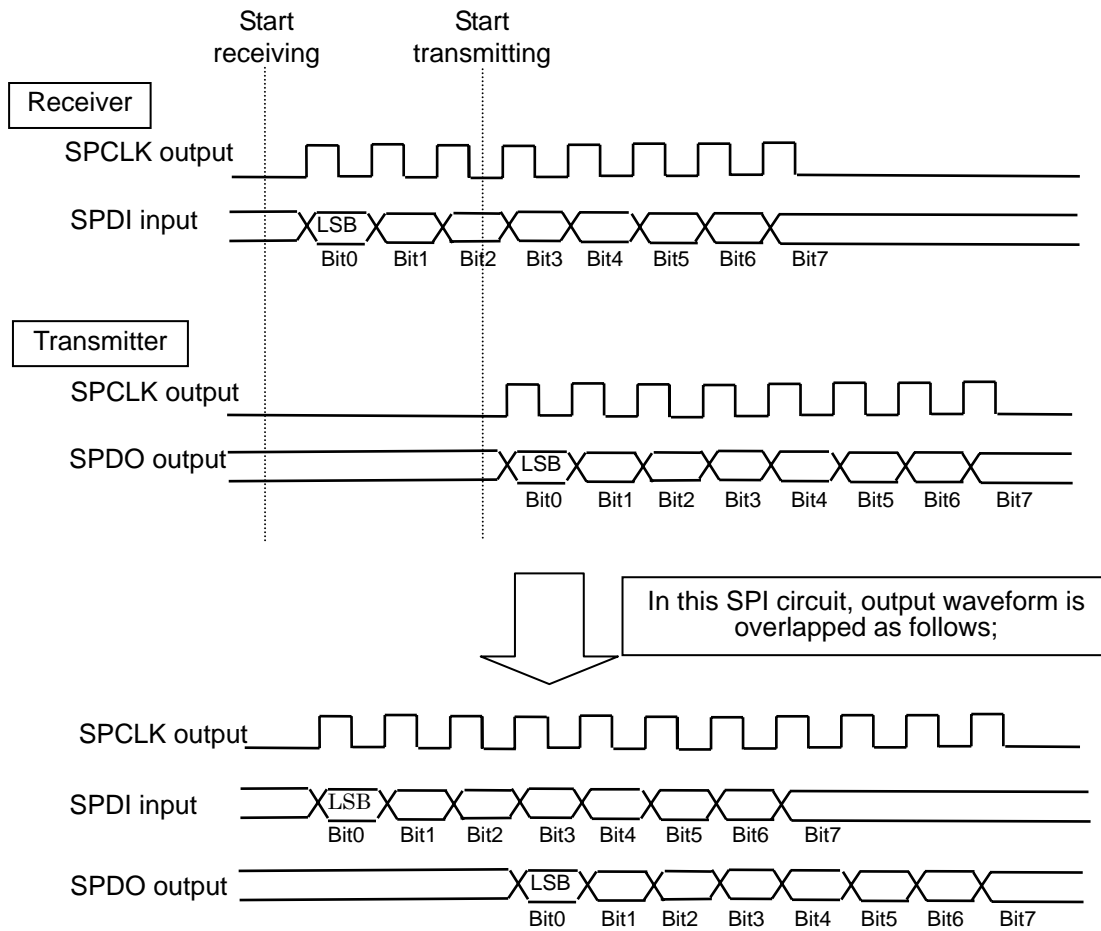 Start
receiving
Start
transmitting
Receiver
SPCLK output
SPDI input
LSB
Bit0 Bit1 Bit2 Bit3 Bit4 Bit5 Bit6 Bit7
Transmitter
SPCLK output
SPDO output
LSB
Bit0 Bit1 Bit2 Bit3 Bit4 Bit5 Bit6 Bit7
In this SPI circuit, output waveform is
overlapped as follows;
SPCLK output
SPDI input
LSB
Bit0 Bit1 Bit2 Bit3 Bit4 Bit5 Bit6 Bit7
SPDO output
LSB
Bit0 Bit1 Bit2 Bit3 Bit4 Bit5 Bit6 Bit7